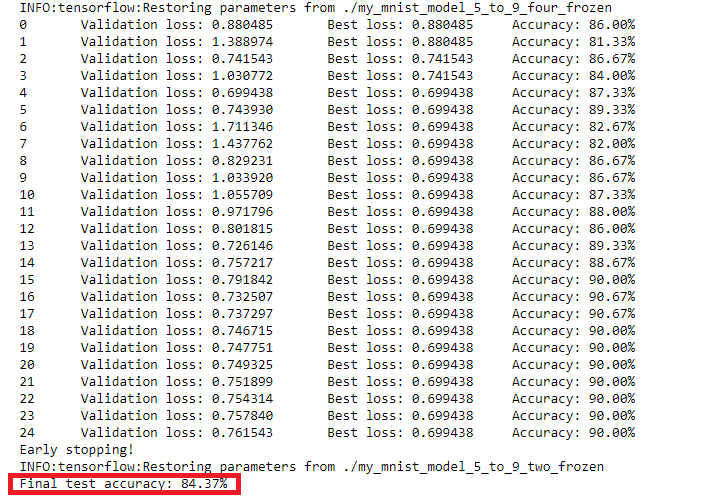 INFO:tensorflow:Restoring parameters from ./my_mnist_model_5_to_9_four_frozen
0 Validation loss: 0.880485 Best loss: 0.880485 Accuracy: 86.00%
1 Validation loss: 1.388974 Best loss: 0.880485 Accuracy: 81.33%
2 Validation loss: 0.741543 Best loss: 0.741543 Accuracy: 86.67%
3 Validation loss: 1.030772 Best loss: 0.741543 Accuracy: 84.00%
4 Validation loss: 0.699438 Best loss: 0.699438 Accuracy: 87.33%
5 Validation loss: 0.743930 Best loss: 0.699438 Accuracy: 89.33%
6 Validation loss: 1.711346 Best loss: 0.699438 Accuracy: 82.67%
7 Validation loss: 1.437762 Best loss: 0.699438 Accuracy: 82.00%
8 Validation loss: 0.829231 Best loss: 0.699438 Accuracy: 86.67%
9 Validation loss: 1.033920 Best loss: 0.699438 Accuracy: 86.67%
10 Validation loss: 1.055709 Best loss: 0.699438 Accuracy: 87.33%
11 Validation loss: 0.971796 Best loss: 0.699438 Accuracy: 88.00%
12 Validation loss: 0.801815 Best loss: 0.699438 Accuracy: 86.00%
13 Validation loss: 0.726146 Best loss: 0.699438 Accuracy: 89.33%
14 Validation loss: 0.757217 Best loss: 0.699438 Accuracy: 88.67%
15 Validation loss: 0.791842 Best loss: 0.699438 Accuracy: 90.00%
16 Validation loss: 0.732507 Best loss: 0.699438 Accuracy: 90.67%
17 Validation loss: 0.737297 Best loss: 0.699438 Accuracy: 90.67%
18 Validation loss: 0.746715 Best loss: 0.699438 Accuracy: 90.00%
19 Validation loss: 0.747751 Best loss: 0.699438 Accuracy: 90.00%
20 Validation loss: 0.749325 Best loss: 0.699438 Accuracy: 90.00%
21 Validation loss: 0.751899 Best loss: 0.699438 Accuracy: 90.00%
22 Validation loss: 0.754314 Best loss: 0.699438 Accuracy: 90.00%
23 Validation loss: 0.757840 Best loss: 0.699438 Accuracy: 90.00%
24 Validation loss: 0.761543 Best loss: 0.699438 Accuracy: 90.00%
Early stopping!
INFO:tensorflow:Restoring parameters from ./my_mnist_model_5_to_9_two_frozen
Final test accuracy: 84.37%